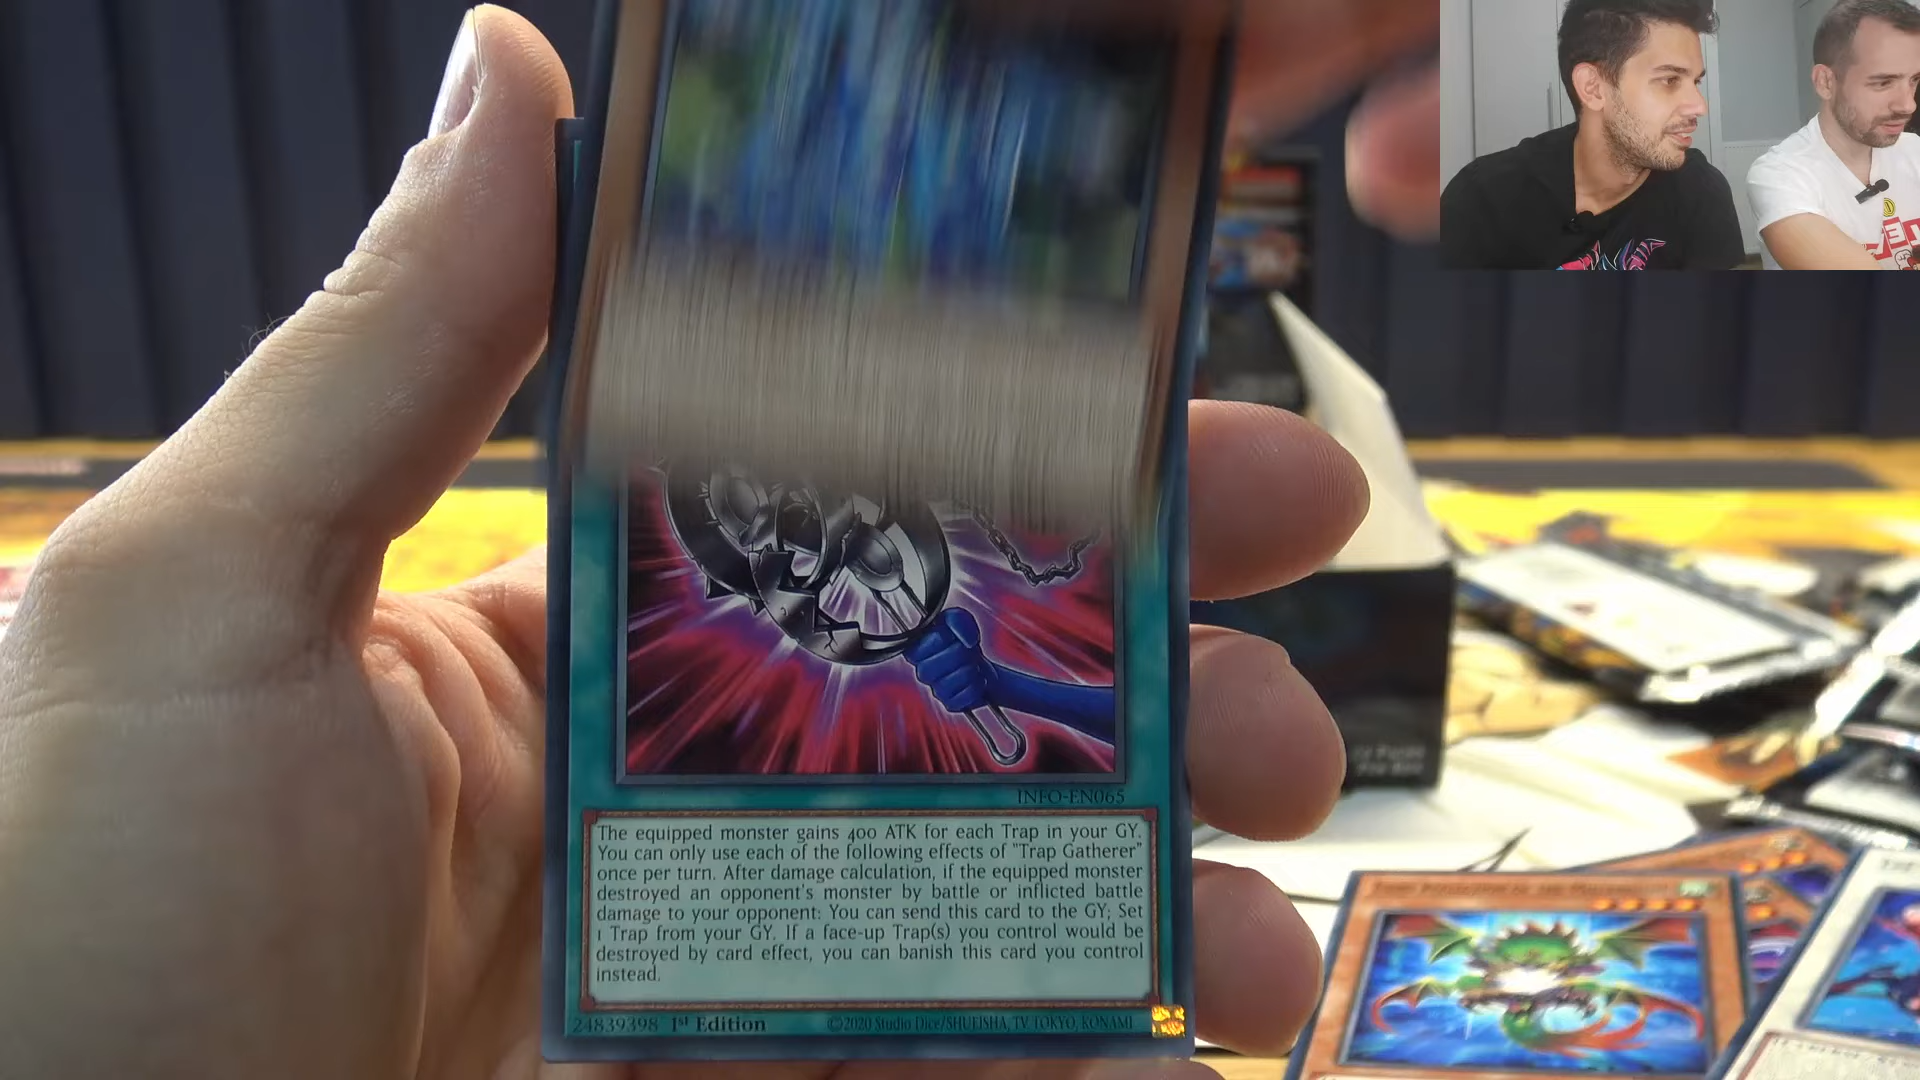 INFO-EN065
The equipped monster gains 400 ATK for each Trap in your GY.
You can only use each of the following effects of "Trap Gatherer"
once per turn. After damage calculation, if the equipped monster
destroyed an opponent's monster by battle or inflicted battle
damage to your opponent: You can send this card to the GY; Set
1 Trap from your GY. If a face-up Trap(s) you control would be
destroyed by card effect, you can banish this card you control
instead.
24839398 1st Edition ©2020 Studio Dice/SHUEISHA, TV TOKYO, KONAMI